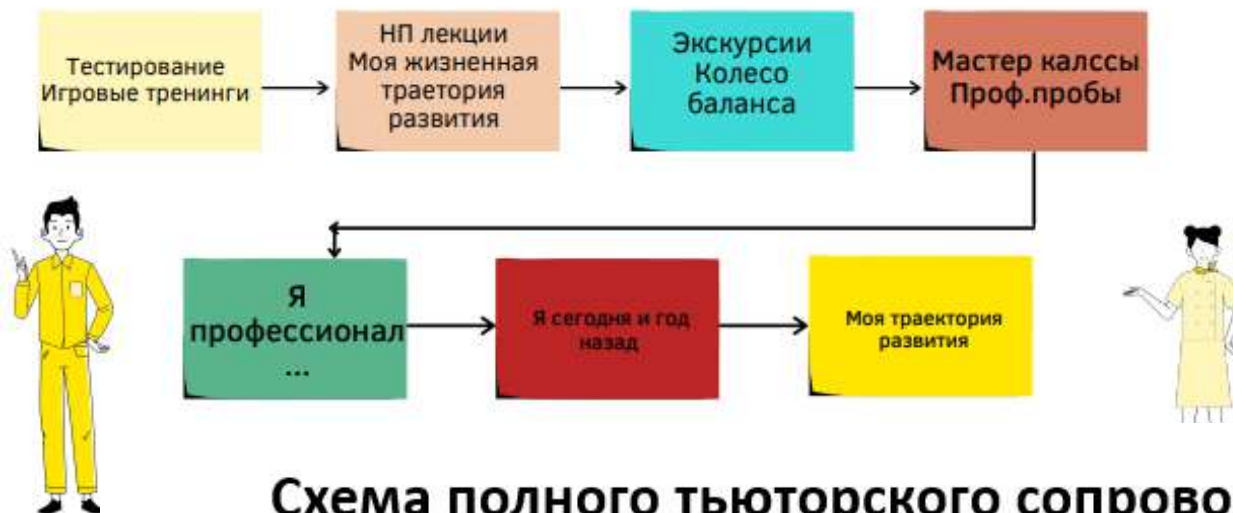 Тестирование
Игровые тренинги
НП лекции
Моя жизненная
траетория
развития
Экскурсии
Колесо
баланса
Мастер калссы
Проф.пробы
Я
профессионал
...
Я сегодня и год
назад
Моя траектория
развития
Схема полного тьюторского сопрово